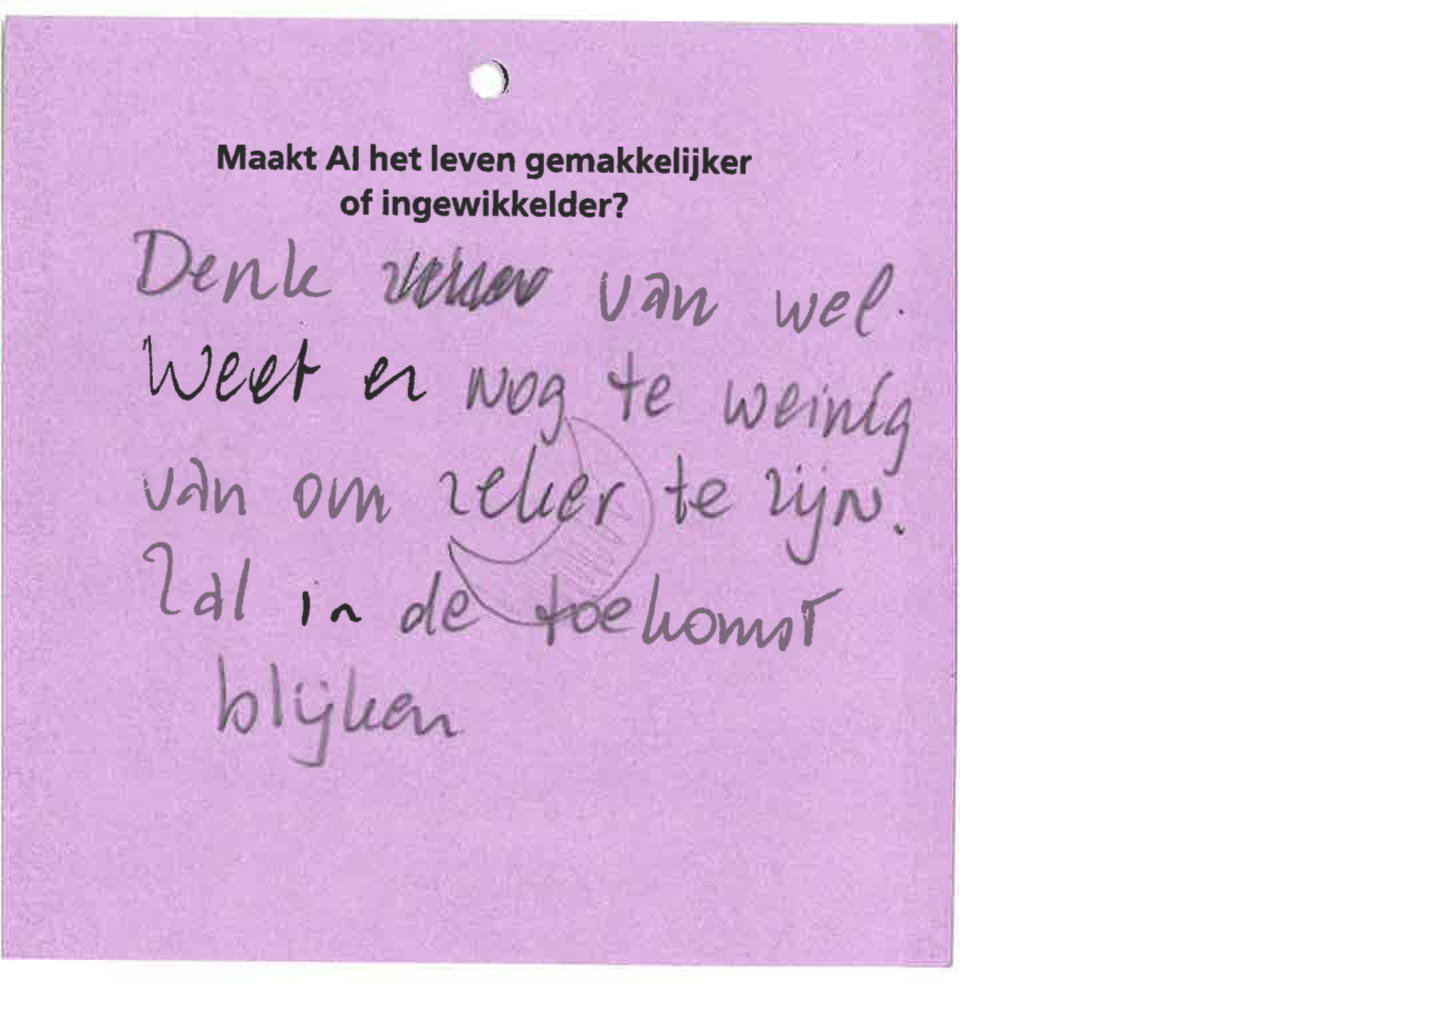 Maakt AI het leven gemakkelijker
of ingewikkelder?
Denk van wel.
Weet er nog te weinig
van om zeker te zijn.
Zal in de toekomst
blijken